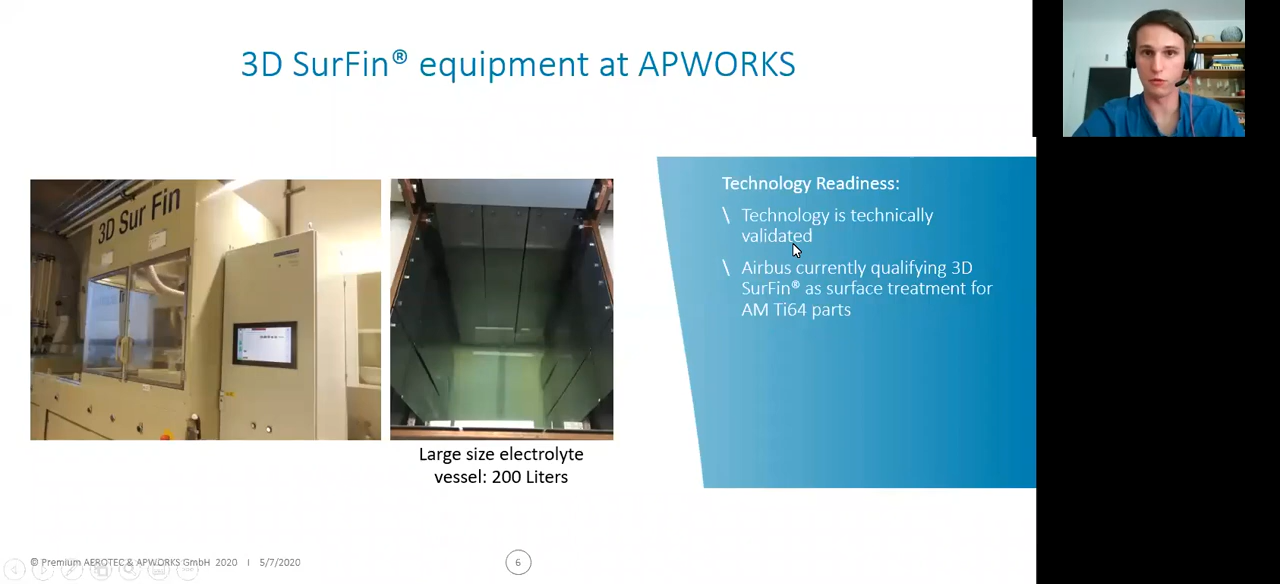 3D SurFin® equipment at APWORKS
3D Sur Fin
Large size electrolyte
vessel: 200 Liters
Technology Readiness:
\ Technology is technically
validated
\ Airbus currently qualifying 3D
SurFin® as surface treatment for
AM Ti64 parts
© Premium AEROTEC & APWORKS GmbH 2020 I 5/7/2020
6